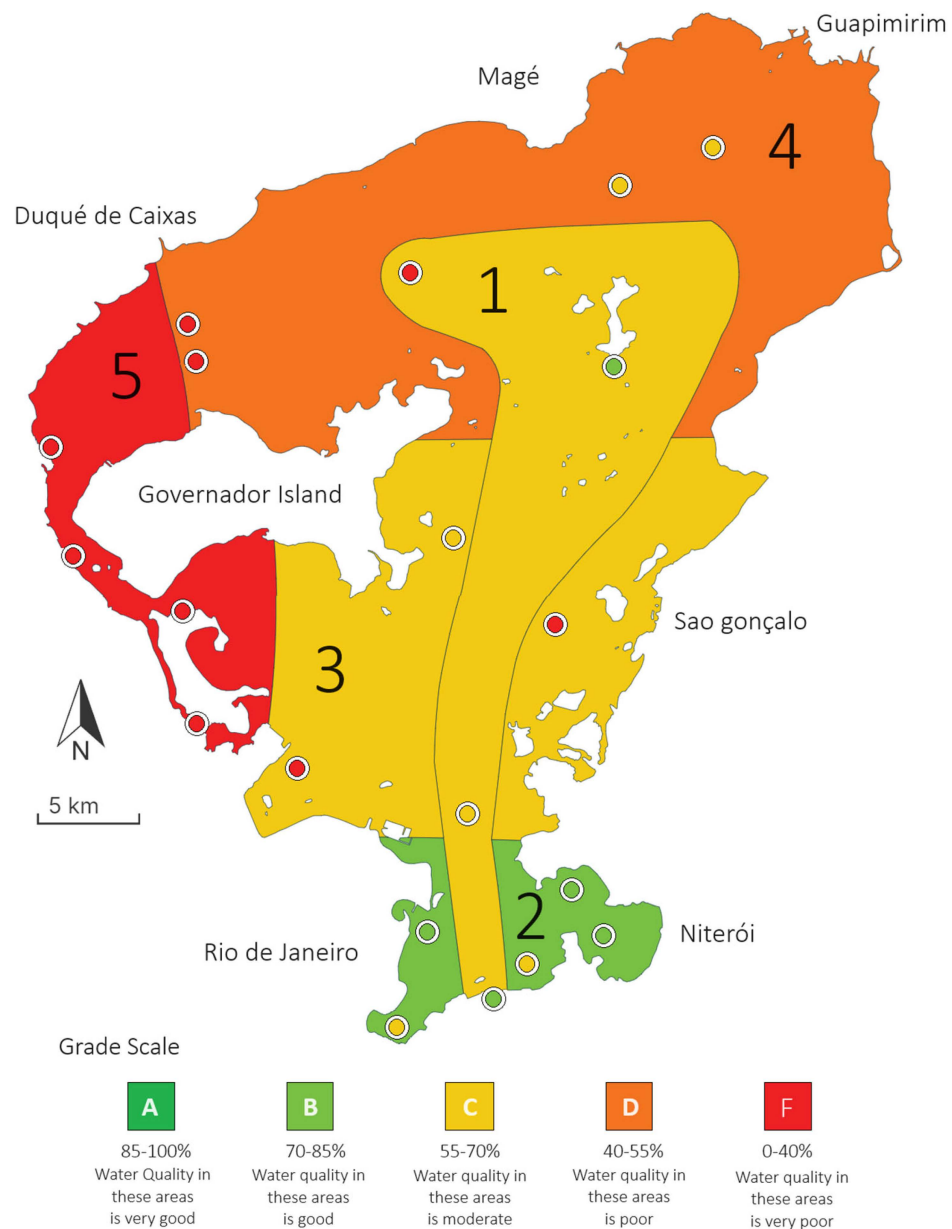 Guapimirim
Magé
4
Duqué de Caixas
1
5
Governador Island
Sao gonçalo
3
N
5 km
2
Rio de Janeiro
Niterói
Grade Scale
A
B
C
D
F
85-100%
Water Quality in
these areas
is very good
70-85%
Water quality in
these areas
is good
55-70%
Water quality in
these areas
is moderate
40-55%
Water quality in
these areas
is poor
0-40%
Water quality in
these areas
is very poor